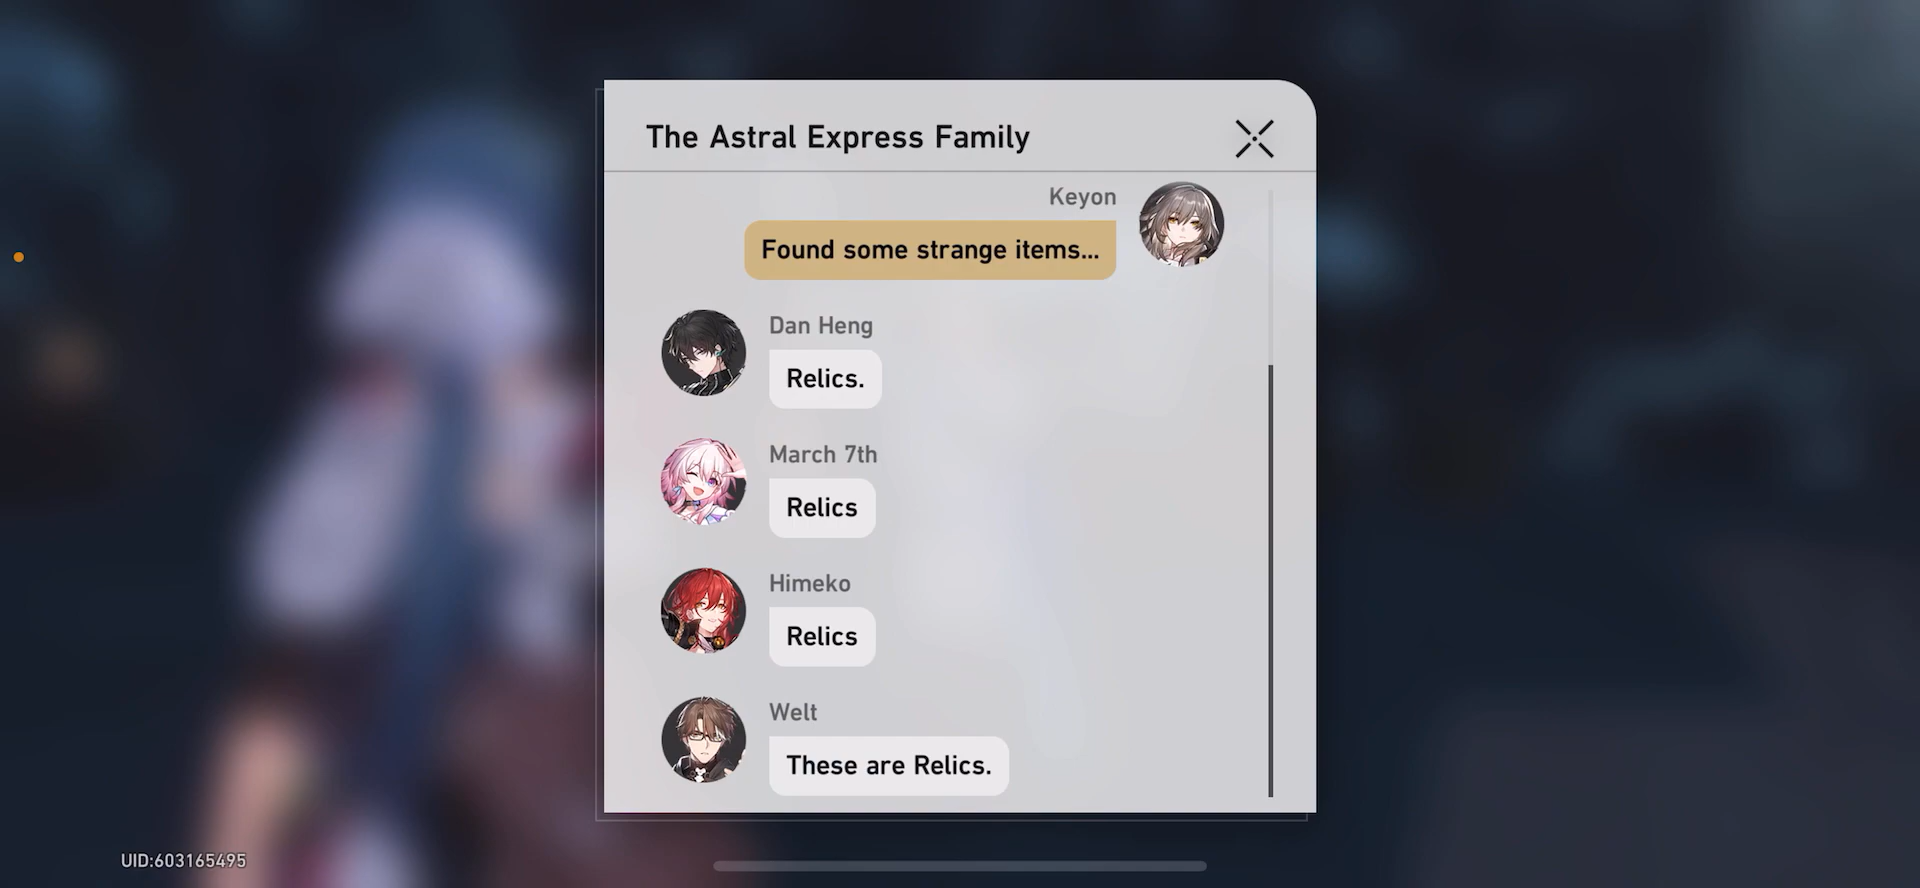 The Astral Express Family
Keyon
Found some strange items...
Dan Heng
Relics.
March 7th
Relics
Himeko
Relics
Welt
These are Relics.
UID:603165495